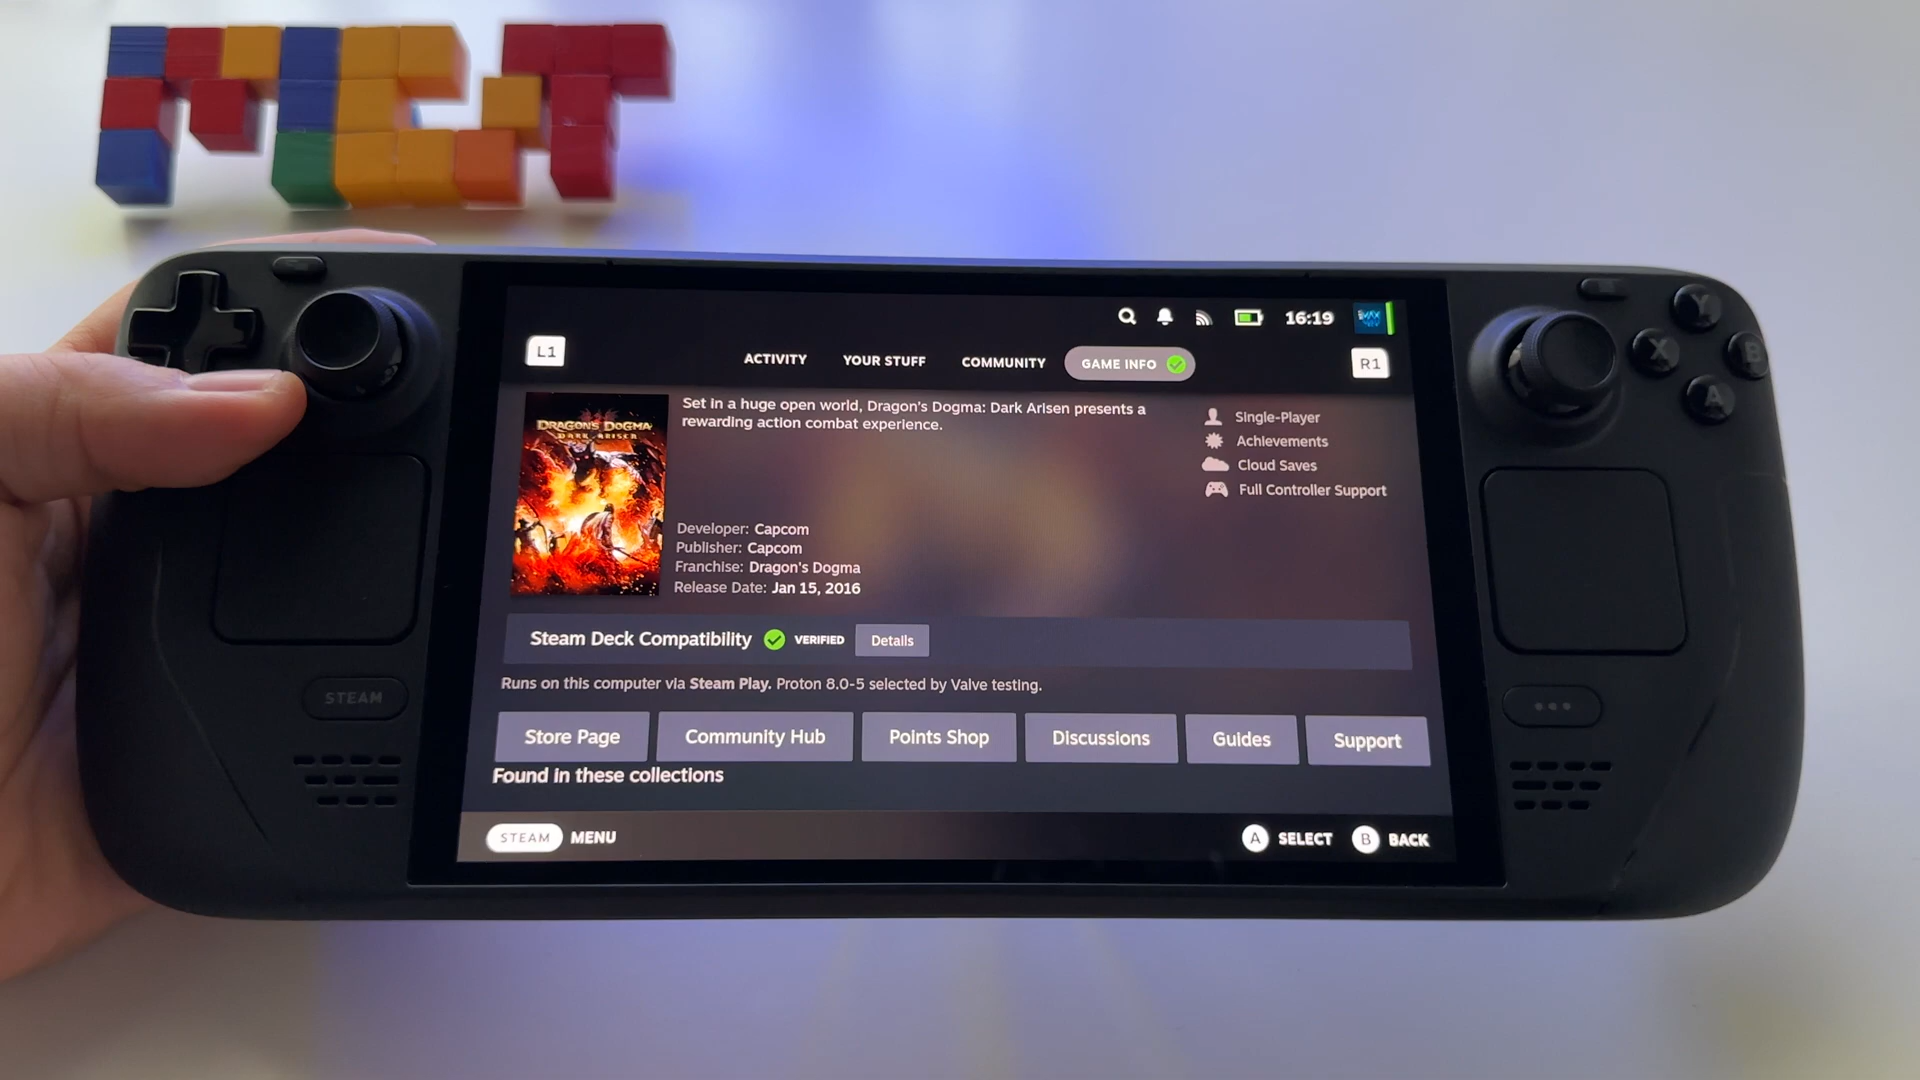 16:19
L1
ACTIVITY
YOUR STUFF
COMMUNITY
GAME INFO
R1
DRAGON'S DOGMA
DARK ARISEN
Set in a huge open world, Dragon's Dogma: Dark Arisen presents a
rewarding action combat experience.
Single-Player
Achievements
Cloud Saves
Full Controller Support
Developer: Capcom
Publisher: Capcom
Franchise: Dragon's Dogma
Release Date: Jan 15, 2016
Steam Deck Compatibility
VERIFIED
Details
Runs on this computer via Steam Play. Proton 8.0-5 selected by Valve testing.
Store Page
Community Hub
Points Shop
Discussions
Guides
Support
Found in these collections
STEAM MENU
A SELECT
B BACK
STEAM
Y
X
B
A